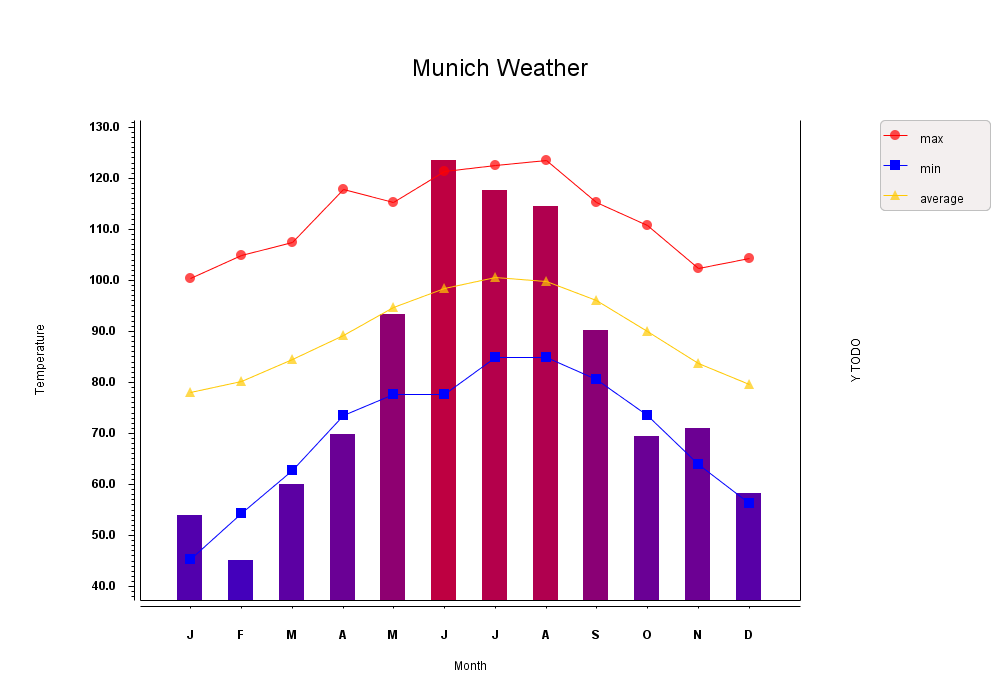 Munich Weather
130.0
120.0
110.0
100.0
90.0
80.0
70.0
60.0
50.0
40.0
Temperature
J F M A M J J A S O N D
Month
Y TODO
max
min
average